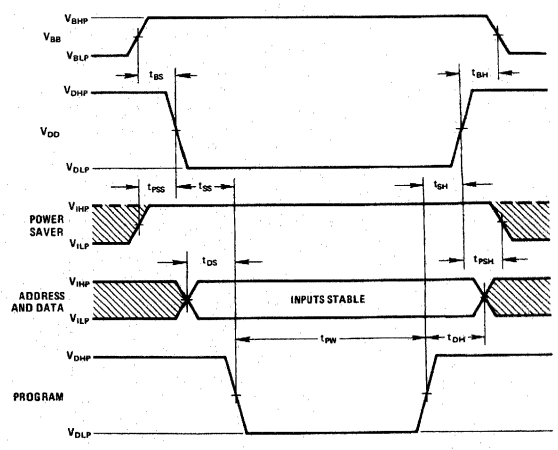 VBHP
VBB
VBLP
tBS
tBH
VDHP
VDD
VDLP
tPSS
tSS
tSH
VIHP
POWER
SAVER
VILP
tDS
tPSH
VIHP
ADDRESS
AND DATA
INPUTS STABLE
VILP
tPW
tDH
VDHP
PROGRAM
VDLP